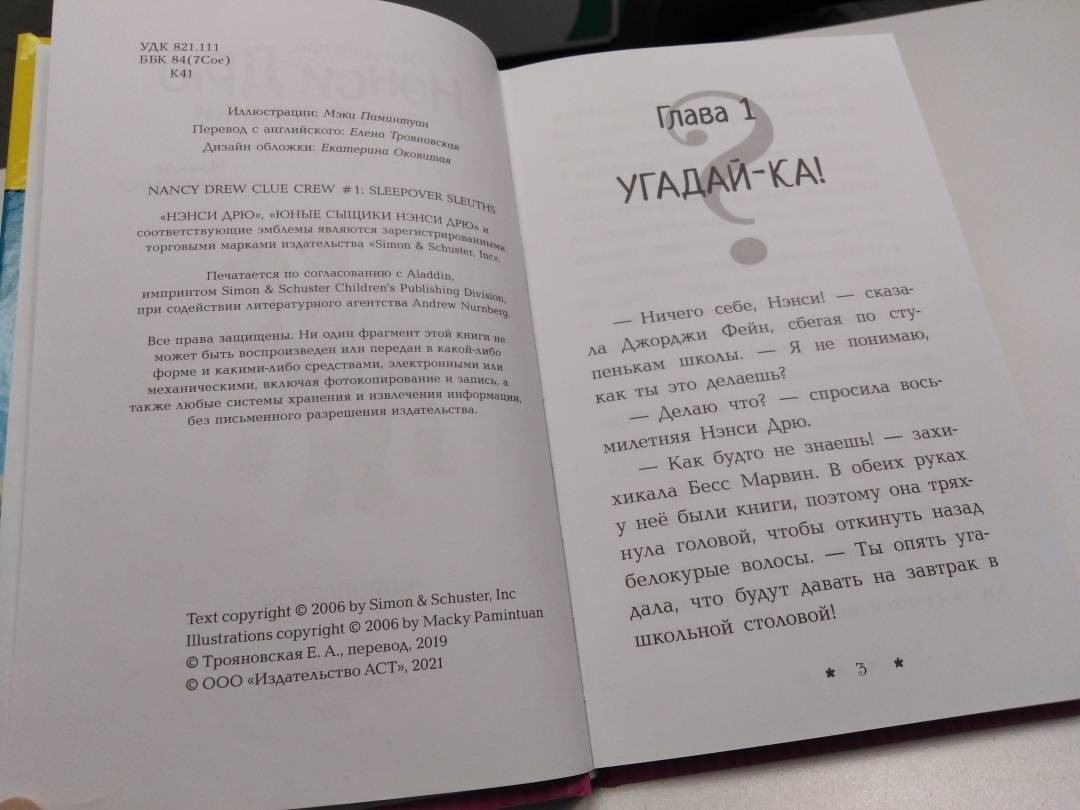 УДК 821.111
ББК 84(7Сое)
К41
Иллюстрации: Мэки Паминтуан
Перевод с английского: Елена Трояновская
Дизайн обложки: Екатерина Оковитая
NANCY DREW CLUE CREW #1: SLEEPOVER SLEUTHS
«НЭНСИ ДРЮ», «ЮНЫЕ СЫЩИКИ НЭНСИ ДРЮ» и
соответствующие эмблемы являются зарегистрированными
торговыми марками издательства «Simon & Schuster, Inc».
Печатается по согласованию с Aladdin,
импринтом Simon & Schuster Children's Publishing Division,
при содействии литературного агентства Andrew Nurnberg.
Все права защищены. Ни один фрагмент этой книги не
может быть воспроизведен или передан в какой-либо
форме и какими-либо средствами, электронными или
механическими, включая фотокопирование и запись, а
также любые системы хранения и извлечения информации,
без письменного разрешения издательства.
Text copyright © 2006 by Simon & Schuster, Inc
Illustrations copyright © 2006 by Macky Pamintuan
© Трояновская Е. А., перевод, 2019
© ООО «Издательство АСТ», 2021
?
Глава 1
УГАДАЙ-КА!
— Ничего себе, Нэнси! — сказа-
ла Джорджи Фейн, сбегая по сту-
пенькам школы. — Я не понимаю,
как ты это делаешь?
— Делаю что? — спросила вось-
милетняя Нэнси Дрю.
— Как будто не знаешь! — захи-
хикала Бесс Марвин. В обеих руках
у неё были книги, поэтому она трях-
нула головой, чтобы откинуть назад
белокурые волосы. — Ты опять уга-
дала, что будут давать на завтрак в
школьной столовой!
* 3 *